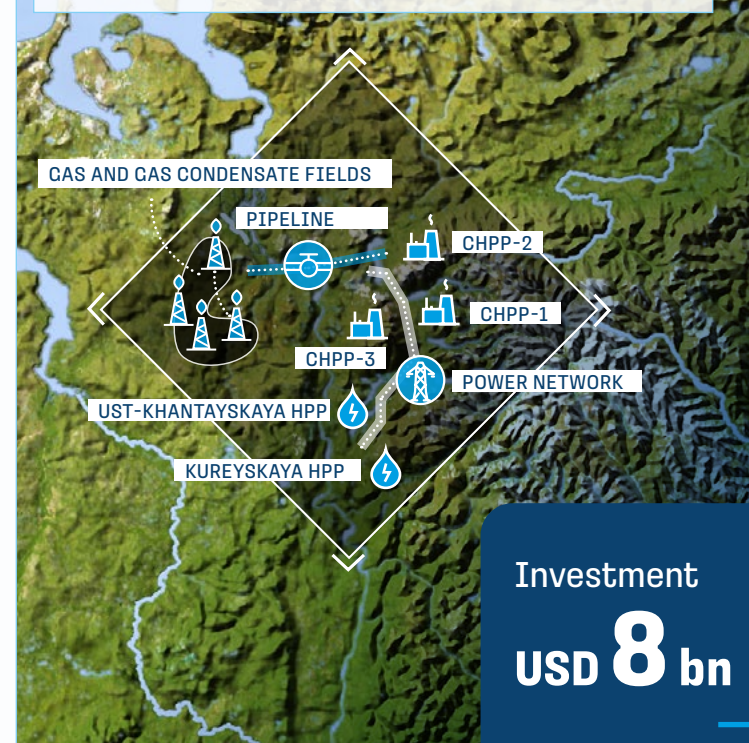 GAS AND GAS CONDENSATE FIELDS
PIPELINE
CHPP-2
CHPP-1
CHPP-3
POWER NETWORK
UST-KHANTAYSKAYA HPP
KUREYSKAYA HPP
Investment
USD 8 bn